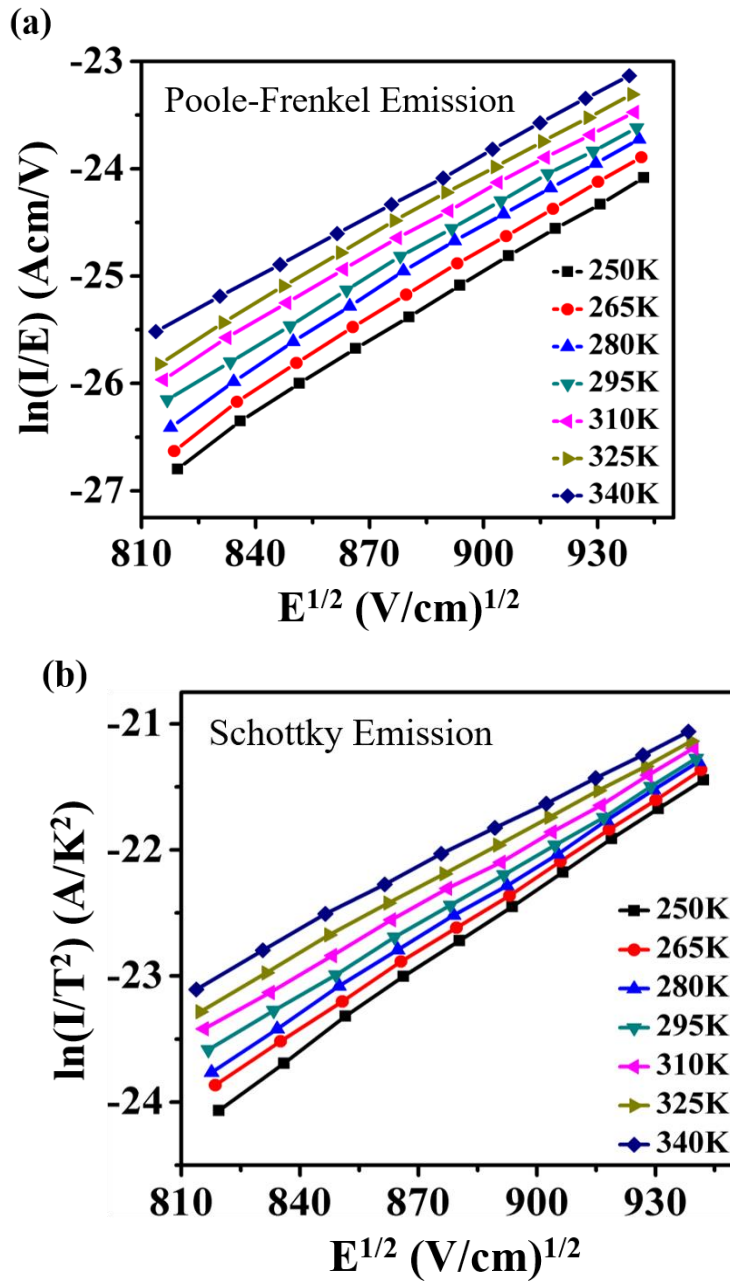 (a)
-23
Poole-Frenkel Emission
-24
-25
-26
-27
ln(I/E) (Acm/V)
250K
265K
280K
295K
310K
325K
340K
810 840 870 900 930
E^1/2 (V/cm)^1/2
(b)
-21
Schottky Emission
-22
-23
-24
ln(I/T²) (A/K²)
250K
265K
280K
295K
310K
325K
340K
810 840 870 900 930
E^1/2 (V/cm)^1/2